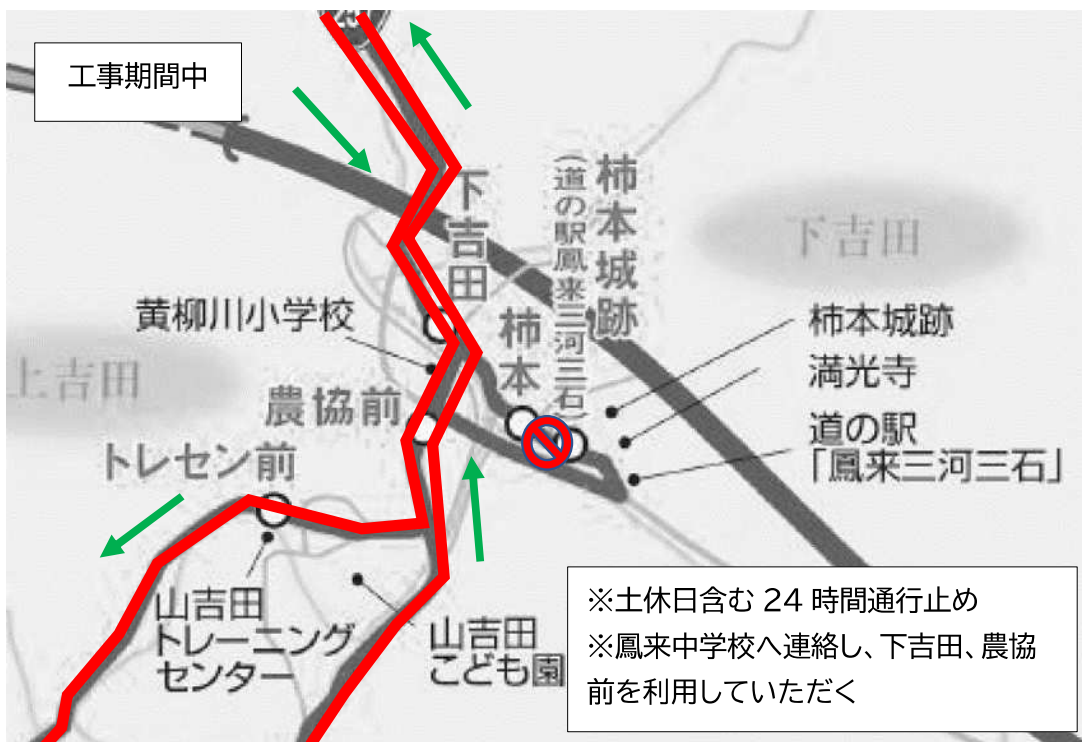 工事期間中
下吉田
柿本城跡
(道の駅鳳来三河三石)
下吉田
黄柳川小学校
柿本
柿本城跡
満光寺
上吉田
農協前
道の駅
「鳳来三河三石」
トレセン前
山吉田
トレーニング
センター
山吉田
こども園
※土休日含む 24 時間通行止め
※鳳来中学校へ連絡し、下吉田、農協
前を利用していただく